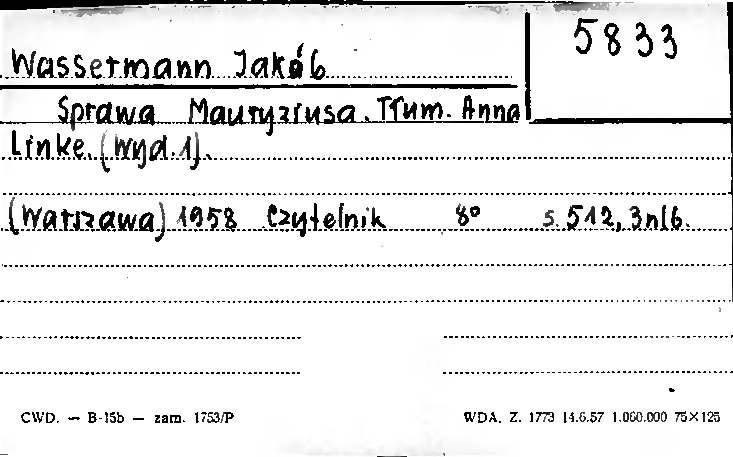 5833
Wassermann Jakób
Sprawa Mauryziusa. Tłum. Anna
Linke. (Wyd. 1).
(Warszawa) 1958 Czytelnik 8° s. 512, 3nlb.
CWD. — B-15b — zam. 1753/P
WDA. Z. 1773 14.6.57 1.060.000 75×125